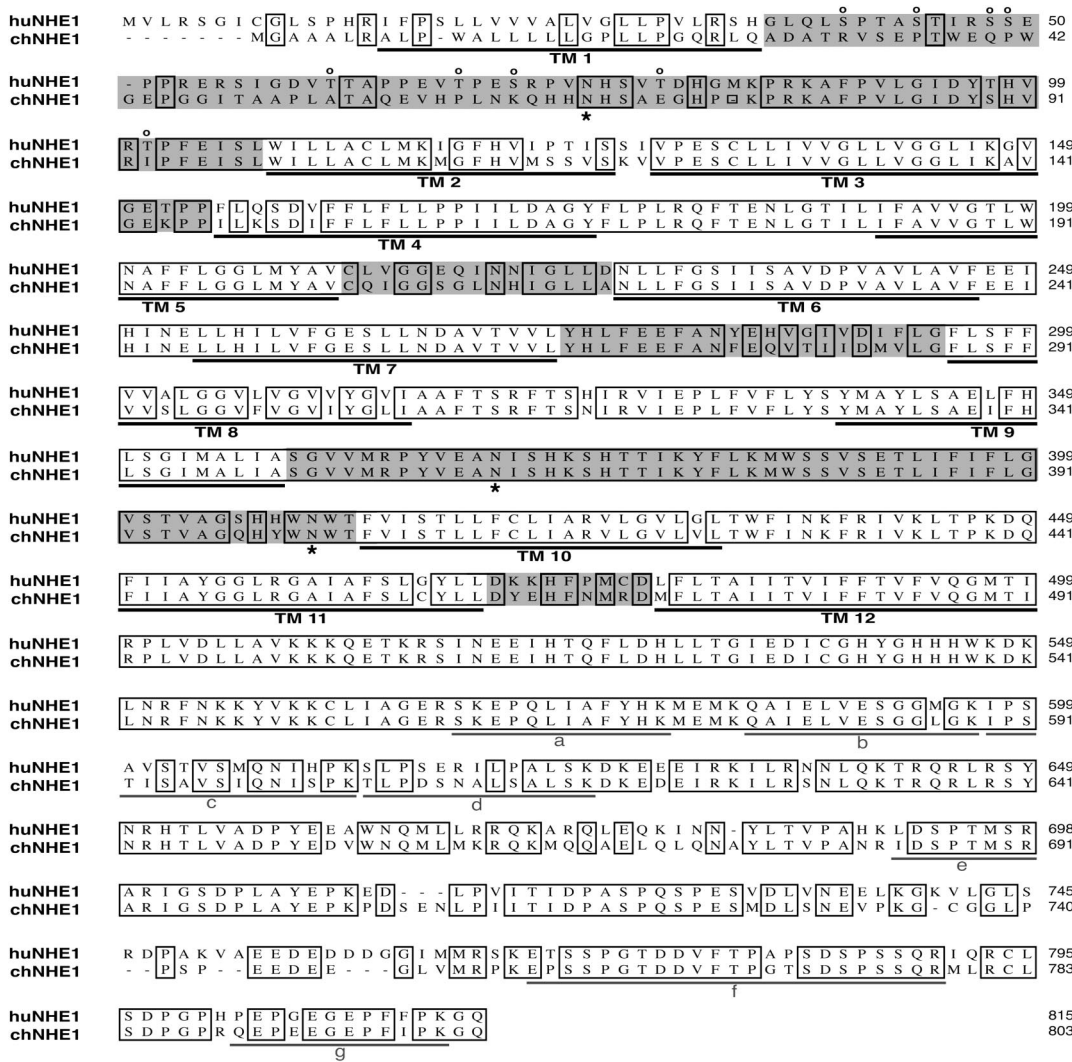 o o o o
huNHE1 M V L R S G I C G L S P H R I F P S L L V V V A L V G L L P V L R S H G L Q L S P T A S T I R S S E 50
chNHE1 - - - - - - - M G A A A L R A L P - W A L L L L L G P L L P G Q R L Q A D A T R V S E P T W E Q P W 42
TM 1
o o o o
huNHE1 - P P R E R S I G D V T T A P P E V T P E S R P V N H S V T D H G M K P R K A F P V L G I D Y T H V 99
chNHE1 G E P G G I T A A P L A T A Q E V H P L N K Q H H N H S A E G H P - K P R K A F P V L G I D Y S H V 91
*
o
huNHE1 R T P F E I S L W I L L A C L M K I G F H V I P T I S S I V P E S C L L I V V G L L V G G L I K G V 149
chNHE1 R I P F E I S L W I L L A C L M K M G F H V M S S V S K V V P E S C L L I V V G L L V G G L I K A V 141
TM 2 TM 3
huNHE1 G E T P P F L Q S D V F F L F L L P P I I L D A G Y F L P L R Q F T E N L G T I L I F A V V G T L W 199
chNHE1 G E K P P I L K S D I F F L F L L P P I I L D A G Y F L P L R Q F T E N L G T I L I F A V V G T L W 191
TM 4
huNHE1 N A F F L G G L M Y A V C L V G G E Q I N N I G L L D N L L F G S I I S A V D P V A V L A V F E E I 249
chNHE1 N A F F L G G L M Y A V C Q I G G S G L N H I G L L A N L L F G S I I S A V D P V A V L A V F E E I 241
TM 5 TM 6
huNHE1 H I N E L L H I L V F G E S L L N D A V T V V L Y H L F E E F A N Y E H V G I V D I F L G F L S F F 299
chNHE1 H I N E L L H I L V F G E S L L N D A V T V V L Y H L F E E F A N F E Q V T I I D M V L G F L S F F 291
TM 7
huNHE1 V V A L G G V L V G V V Y G V I A A F T S R F T S H I R V I E P L F V F L Y S Y M A Y L S A E L F H 349
chNHE1 V V S L G G V F V G V I Y G L I A A F T S R F T S N I R V I E P L F V F L Y S Y M A Y L S A E I F H 341
TM 8 TM 9
huNHE1 L S G I M A L I A S G V V M R P Y V E A N I S H K S H T T I K Y F L K M W S S V S E T L I F I F L G 399
chNHE1 L S G I M A L I A S G V V M R P Y V E A N I S H K S H T T I K Y F L K M W S S V S E T L I F I F L G 391
*
huNHE1 V S T V A G S H H W N W T F V I S T L L F C L I A R V L G V L G L T W F I N K F R I V K L T P K D Q 449
chNHE1 V S T V A G Q H Y W N W T F V I S T L L F C L I A R V L G V L V L T W F I N K F R I V K L T P K D Q 441
* TM 10
huNHE1 F I I A Y G G L R G A I A F S L G Y L L D K K H F P M C D L F L T A I I T V I F F T V F V Q G M T I 499
chNHE1 F I I A Y G G L R G A I A F S L C Y L L D Y E H F N M R D M F L T A I I T V I F F T V F V Q G M T I 491
TM 11 TM 12
huNHE1 R P L V D L L A V K K K Q E T K R S I N E E I H T Q F L D H L L T G I E D I C G H Y G H H H W K D K 549
chNHE1 R P L V D L L A V K K K Q E T K R S I N E E I H T Q F L D H L L T G I E D I C G H Y G H H H W K D K 541
huNHE1 L N R F N K K Y V K K C L I A G E R S K E P Q L I A F Y H K M E M K Q A I E L V E S G G M G K I P S 599
chNHE1 L N R F N K K Y V K K C L I A G E R S K E P Q L I A F Y H K M E M K Q A I E L V E S G G L G K I P S 591
a b
huNHE1 A V S T V S M Q N I H P K S L P S E R I L P A L S K D K E E E I R K I L R N N L Q K T R Q R L R S Y 649
chNHE1 T I S A V S I Q N I S P K T L P D S N A L S A L S K D K E D E I R K I L R S N L Q K T R Q R L R S Y 641
c d
huNHE1 N R H T L V A D P Y E E A W N Q M L L R R Q K A R Q L E Q K I N N - Y L T V P A H K L D S P T M S R 698
chNHE1 N R H T L V A D P Y E D V W N Q M L M K R Q K M Q Q A E L Q L Q N A Y L T V P A N R I D S P T M S R 691
e
huNHE1 A R I G S D P L A Y E P K E D - - - L P V I T I D P A S P Q S P E S V D L V N E E L K G K V L G L S 745
chNHE1 A R I G S D P L A Y E P K P D S E N L P I I T I D P A S P Q S P E S M D L S N E V P K G - C G G L P 740
huNHE1 R D P A K V A E E D E D D D G G I M M R S K E T S S P G T D D V F T P A P S D S P S S Q R I Q R C L 795
chNHE1 - - P S P - - E E D E E - - - G L V M R P K E P S S P G T D D V F T P G T S D S P S S Q R M L R C L 783
f
huNHE1 S D P G P H P E P G E G E P F F P K G Q 815
chNHE1 S D P G P R Q E P E E G E P F I P K G Q 803
g